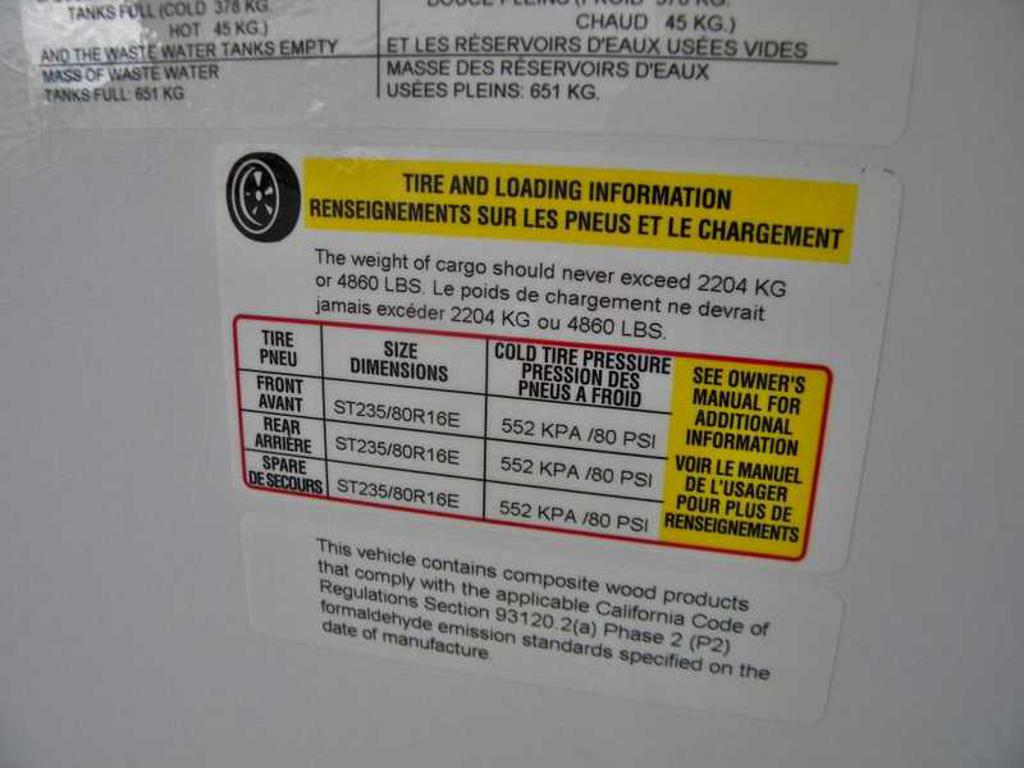 TANKS FULL (COLD 378 KG.
HOT 45 KG.)
AND THE WASTE WATER TANKS EMPTY
MASS OF WASTE WATER
TANKS FULL: 651 KG
CHAUD 45 KG.)
ET LES RÉSERVOIRS D'EAUX USÉES VIDES
MASSE DES RÉSERVOIRS D'EAUX
USÉES PLEINS: 651 KG.
TIRE AND LOADING INFORMATION
RENSEIGNEMENTS SUR LES PNEUS ET LE CHARGEMENT
The weight of cargo should never exceed 2204 KG
or 4860 LBS. Le poids de chargement ne devrait
jamais excéder 2204 KG ou 4860 LBS.
TIRE
PNEU
SIZE
DIMENSIONS
COLD TIRE PRESSURE
PRESSION DES
PNEUS A FROID
FRONT
AVANT
ST235/80R16E
552 KPA /80 PSI
REAR
ARRIÈRE
ST235/80R16E
552 KPA /80 PSI
SPARE
DE SECOURS
ST235/80R16E
552 KPA /80 PSI
SEE OWNER'S
MANUAL FOR
ADDITIONAL
INFORMATION
VOIR LE MANUEL
DE L'USAGER
POUR PLUS DE
RENSEIGNEMENTS
This vehicle contains composite wood products
that comply with the applicable California Code of
Regulations Section 93120.2(a) Phase 2 (P2)
formaldehyde emission standards specified on the
date of manufacture.